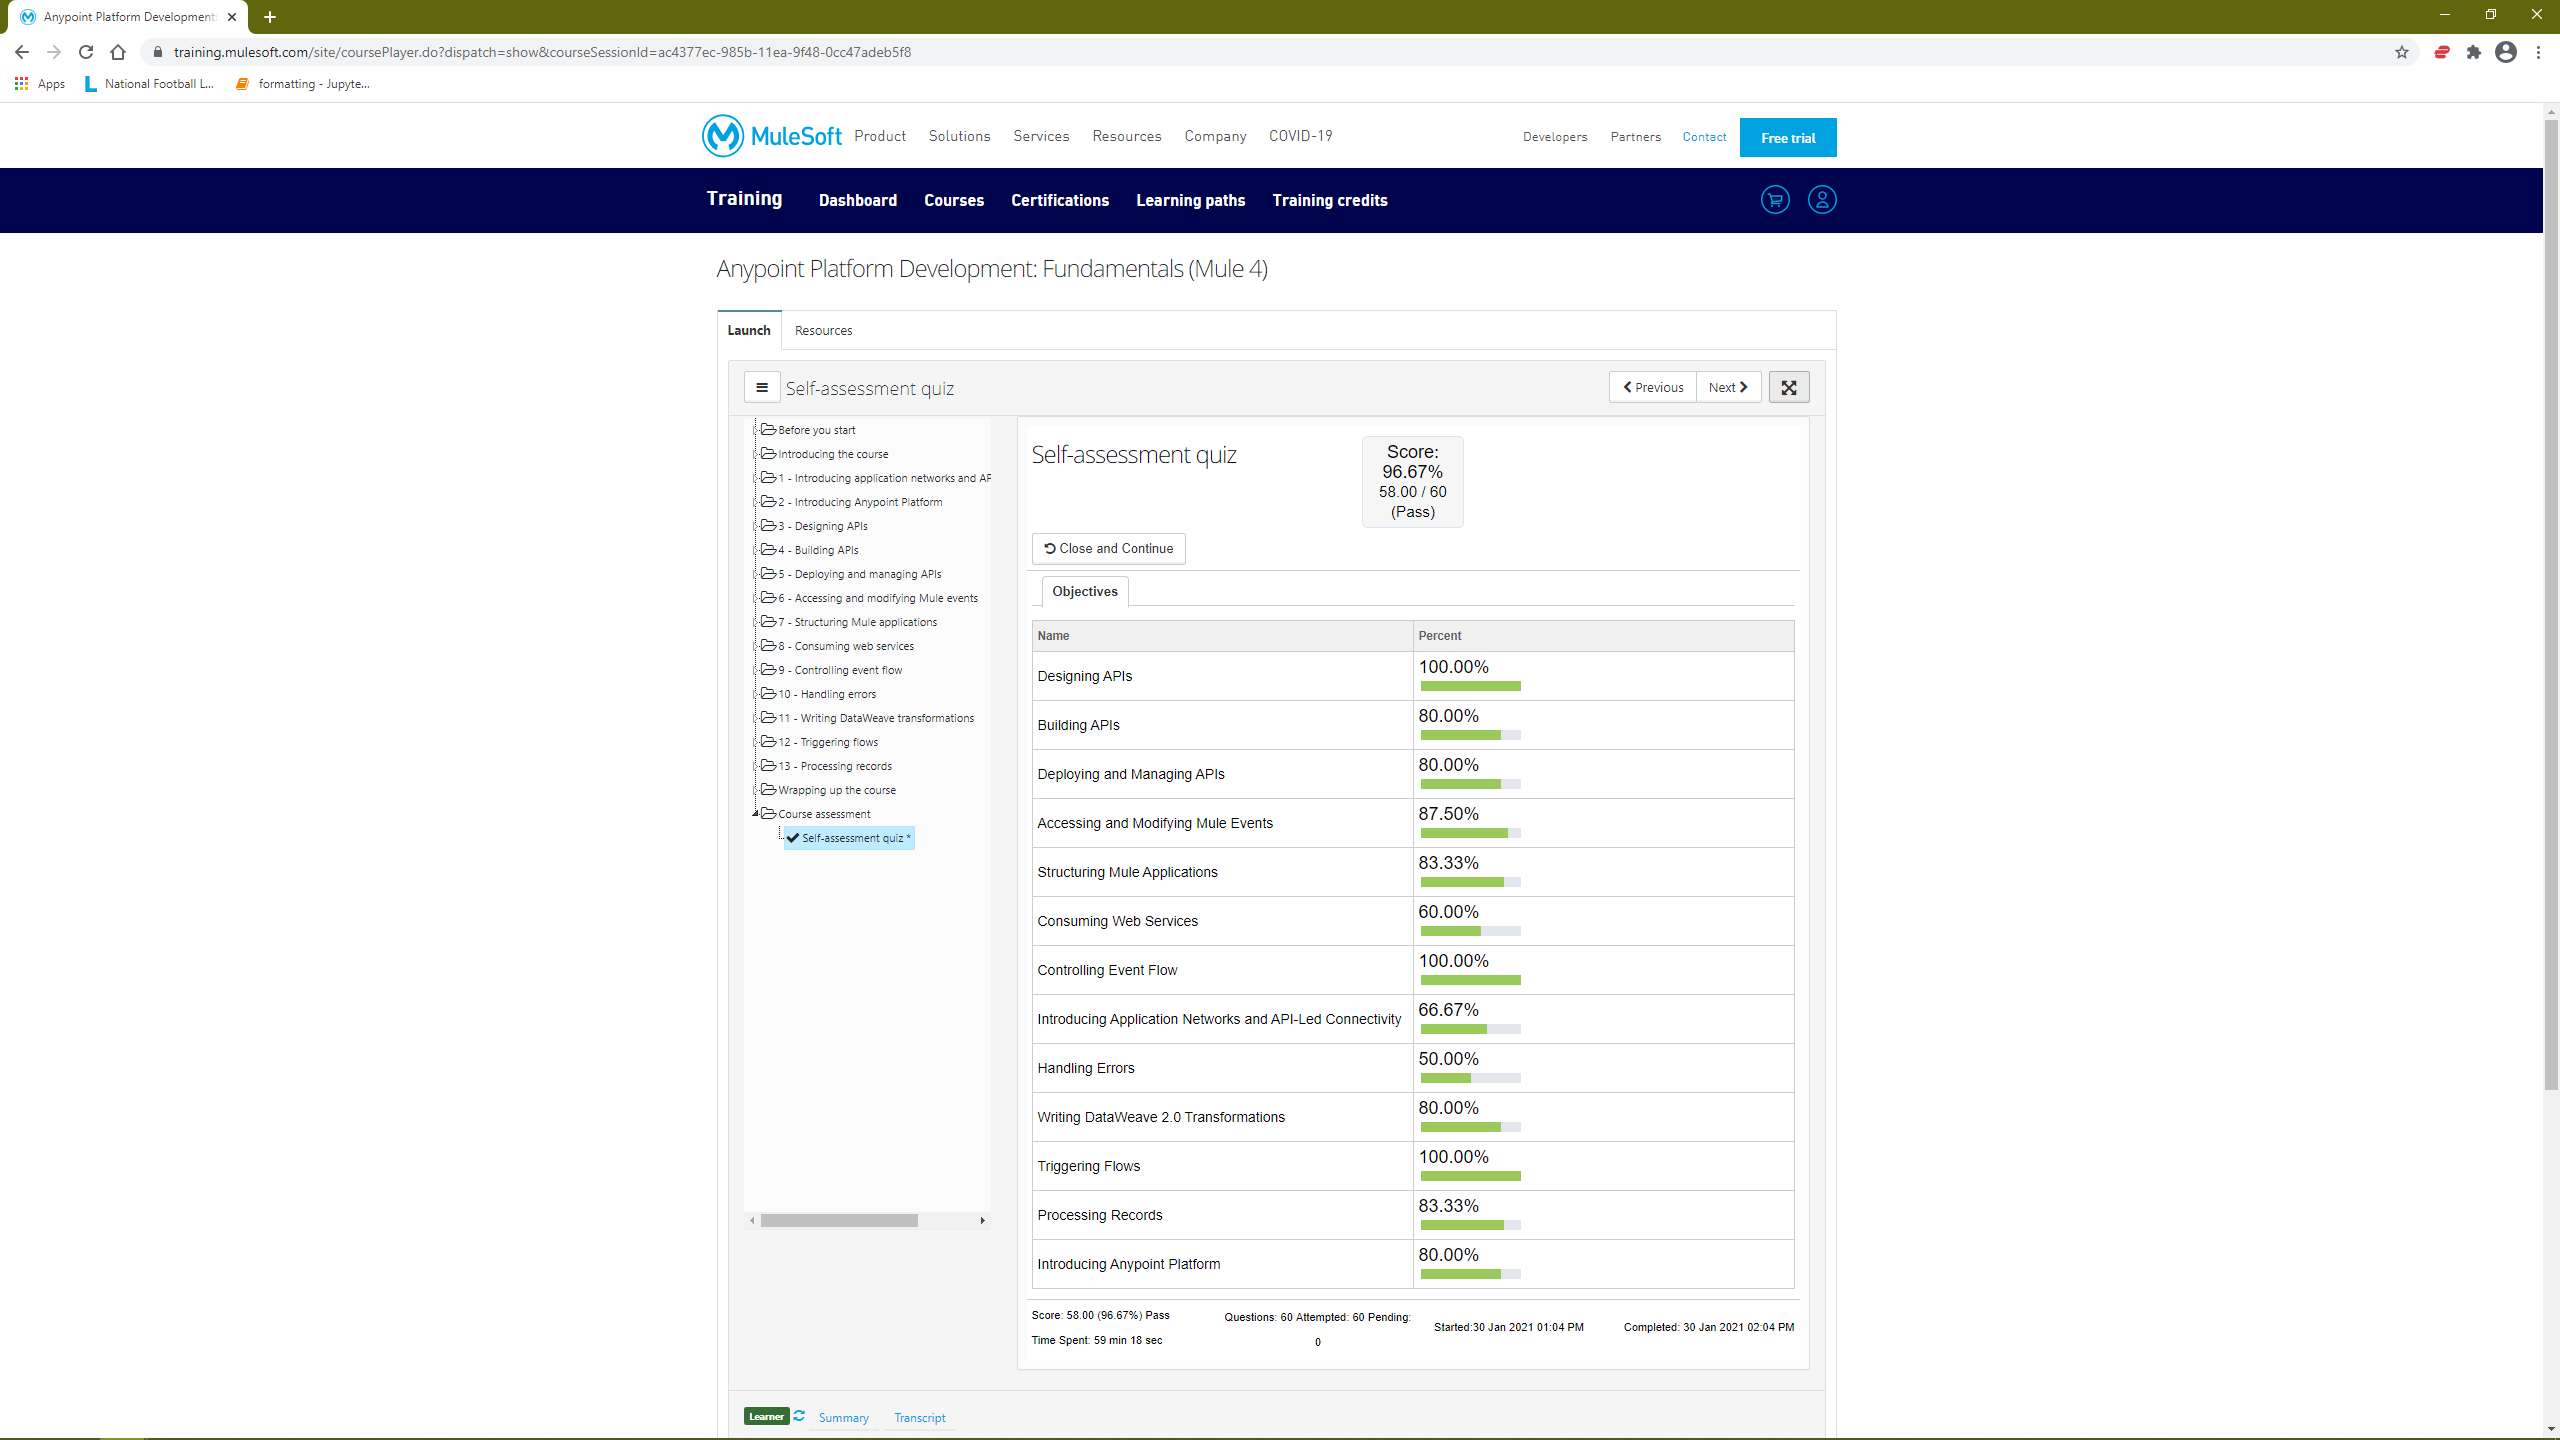 Anypoint Platform Development:
training.mulesoft.com/site/coursePlayer.do?dispatch=show&courseSessionId=ac4377ec-985b-11ea-9f48-0cc47adeb5f8
Apps National Football L... formatting - Jupyte...
MuleSoft Product Solutions Services Resources Company COVID-19 Developers Partners Contact Free trial
Training Dashboard Courses Certifications Learning paths Training credits
Anypoint Platform Development: Fundamentals (Mule 4)
Launch Resources
Self-assessment quiz Previous Next
Before you start
Introducing the course
1 - Introducing application networks and AP
2 - Introducing Anypoint Platform
3 - Designing APIs
4 - Building APIs
5 - Deploying and managing APIs
6 - Accessing and modifying Mule events
7 - Structuring Mule applications
8 - Consuming web services
9 - Controlling event flow
10 - Handling errors
11 - Writing DataWeave transformations
12 - Triggering flows
13 - Processing records
Wrapping up the course
Course assessment
Self-assessment quiz *
Self-assessment quiz
Score:
96.67%
58.00 / 60
(Pass)
Close and Continue
Objectives
Name Percent
Designing APIs 100.00%
Building APIs 80.00%
Deploying and Managing APIs 80.00%
Accessing and Modifying Mule Events 87.50%
Structuring Mule Applications 83.33%
Consuming Web Services 60.00%
Controlling Event Flow 100.00%
Introducing Application Networks and API-Led Connectivity 66.67%
Handling Errors 50.00%
Writing DataWeave 2.0 Transformations 80.00%
Triggering Flows 100.00%
Processing Records 83.33%
Introducing Anypoint Platform 80.00%
Score: 58.00 (96.67%) Pass
Time Spent: 59 min 18 sec
Questions: 60 Attempted: 60 Pending:
0
Started:30 Jan 2021 01:04 PM
Completed: 30 Jan 2021 02:04 PM
Learner Summary Transcript